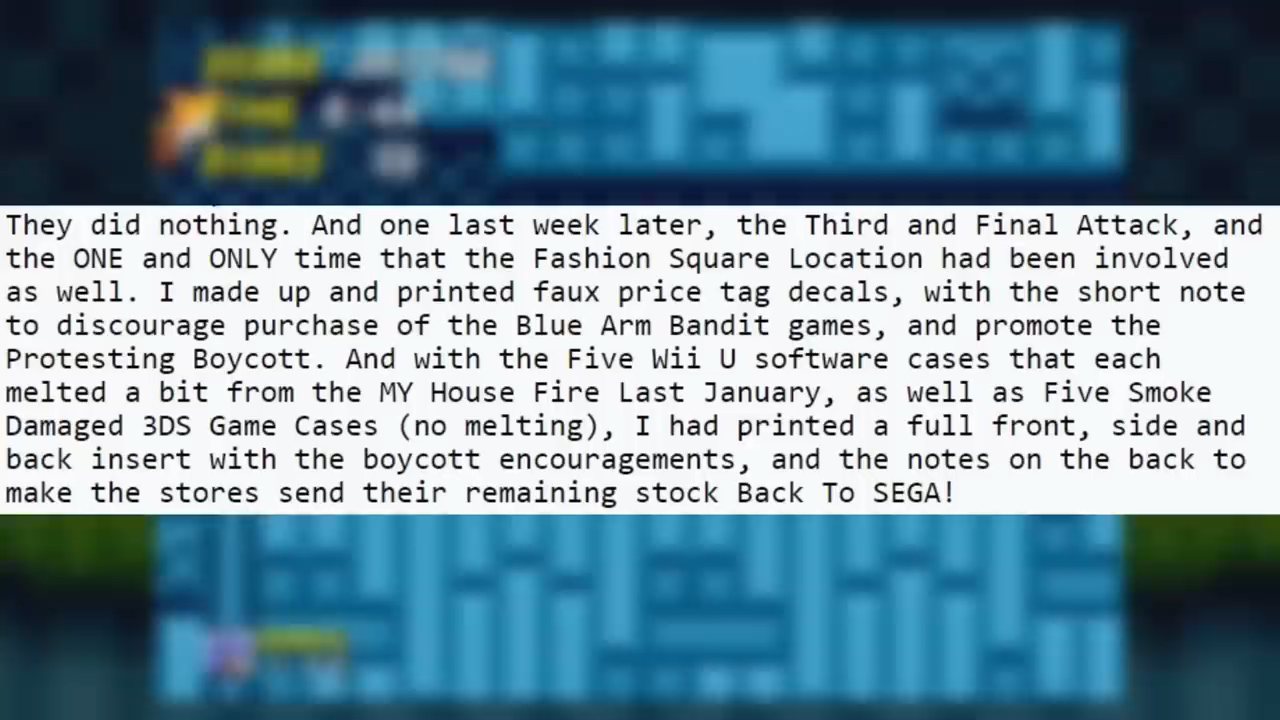 They did nothing. And one last week later, the Third and Final Attack, and
the ONE and ONLY time that the Fashion Square Location had been involved
as well. I made up and printed faux price tag decals, with the short note
to discourage purchase of the Blue Arm Bandit games, and promote the
Protesting Boycott. And with the Five Wii U software cases that each
melted a bit from the MY House Fire Last January, as well as Five Smoke
Damaged 3DS Game Cases (no melting), I had printed a full front, side and
back insert with the boycott encouragements, and the notes on the back to
make the stores send their remaining stock Back To SEGA!